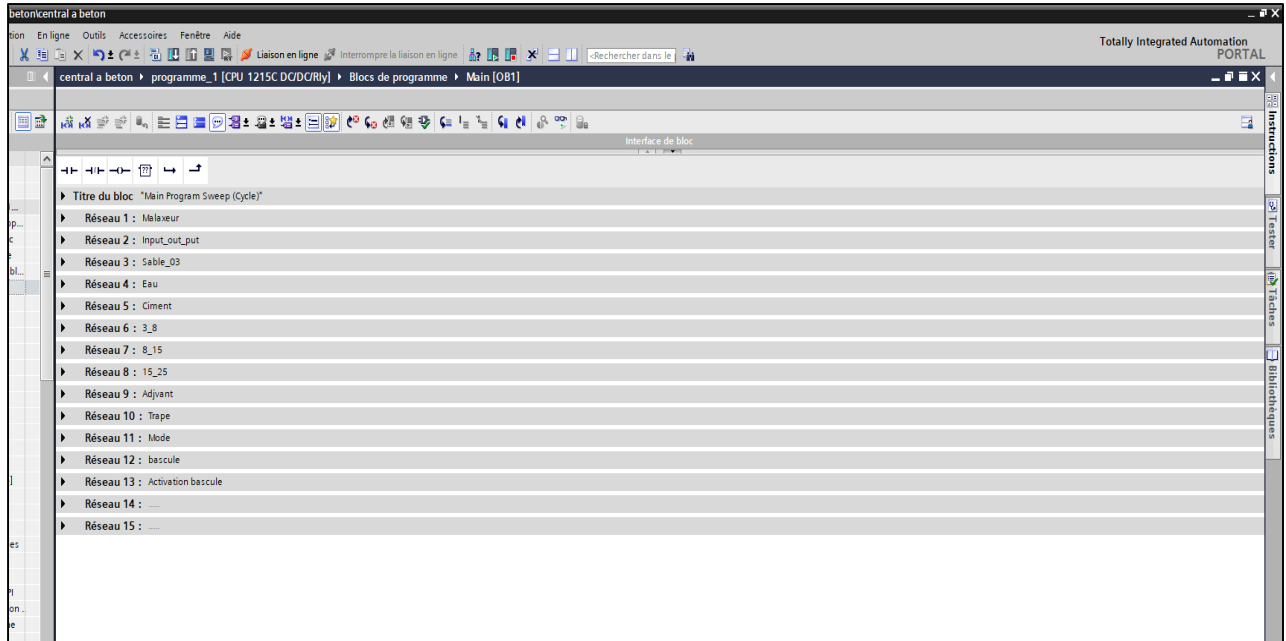 beton\central a beton
tion En ligne Outils Accessoires Fenêtre Aide
Totally Integrated Automation
PORTAL
Liaison en ligne Interrompre la liaison en ligne <Rechercher dans le
central a beton programme_1 [CPU 1215C DC/DC/Rly] Blocs de programme Main [OB1]
Interface de bloc
Titre du bloc "Main Program Sweep (Cycle)"
Réseau 1 : Malaxeur
Réseau 2 : Input_out_put
Réseau 3 : Sable_03
Réseau 4 : Eau
Réseau 5 : Ciment
Réseau 6 : 3_8
Réseau 7 : 8_15
Réseau 8 : 15_25
Réseau 9 : Adjvant
Réseau 10 : Trape
Réseau 11 : Mode
Réseau 12 : bascule
Réseau 13 : Activation bascule
Réseau 14 : .....
Réseau 15 : .....
Instructions
Tester
Tâches
Bibliothèques